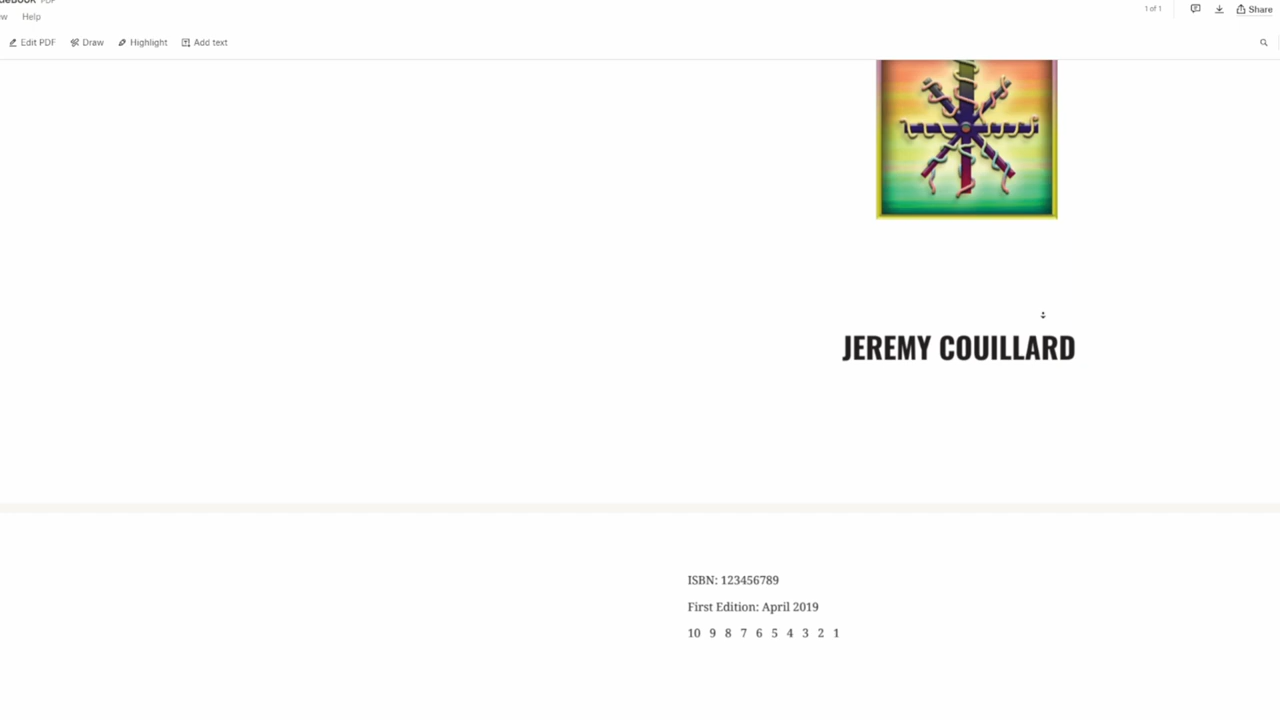 PDF
Help
1 of 1
Share
Edit PDF
Draw
Highlight
Add text
JEREMY COUILLARD
ISBN: 123456789
First Edition: April 2019
10 9 8 7 6 5 4 3 2 1